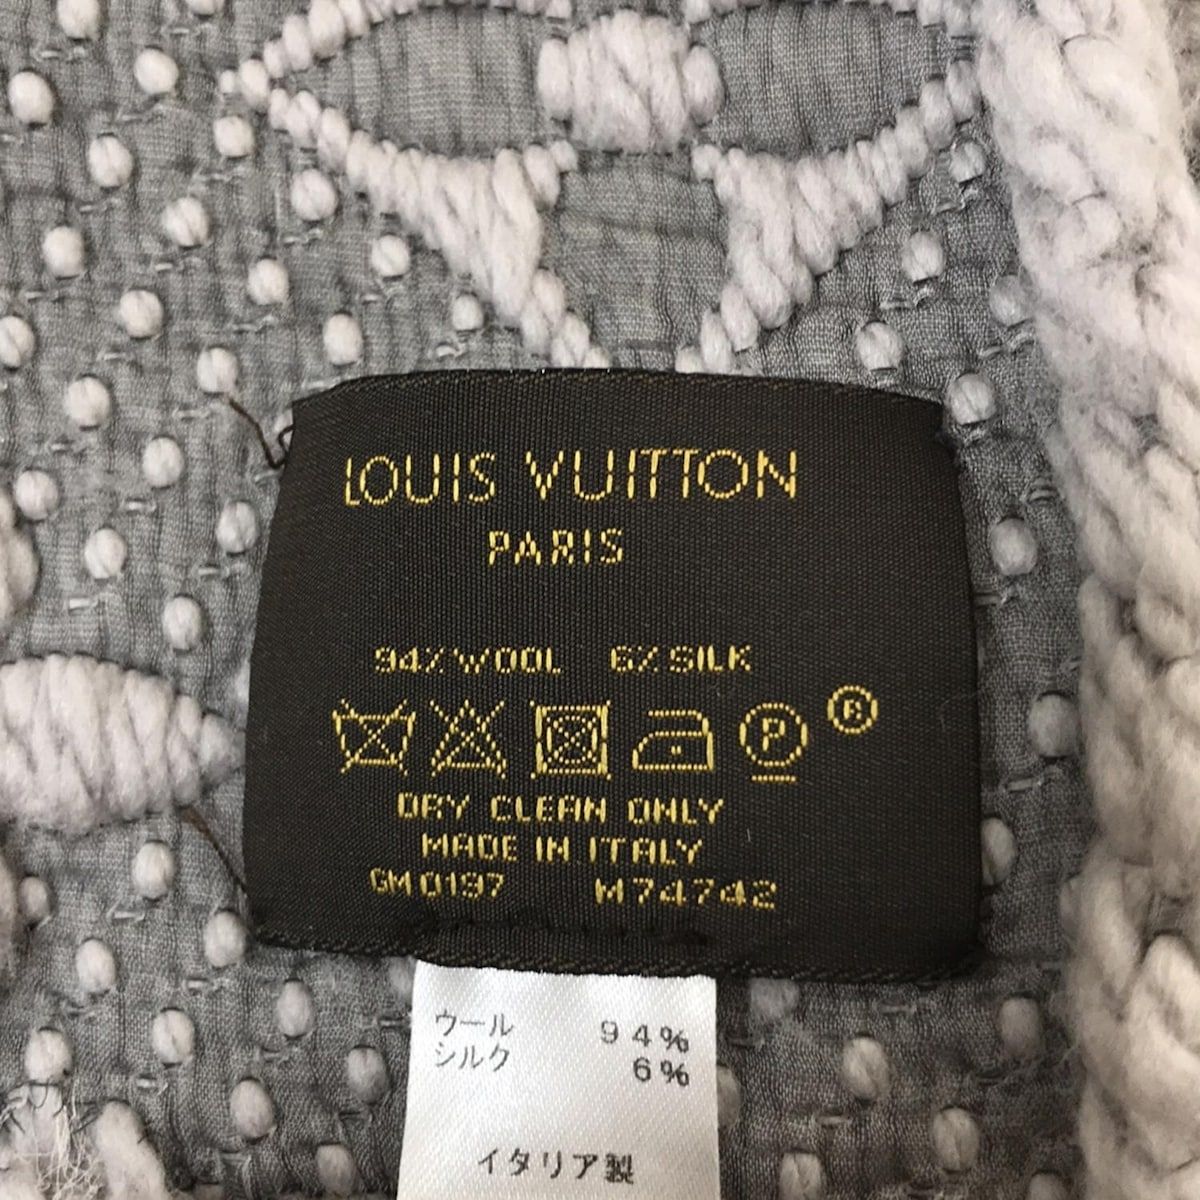 LOUIS VUITTON
PARIS
94% WOOL 6% SILK
P ®
DRY CLEAN ONLY
MADE IN ITALY
GM0197 M74742
ウール 94%
シルク 6%
イタリア製